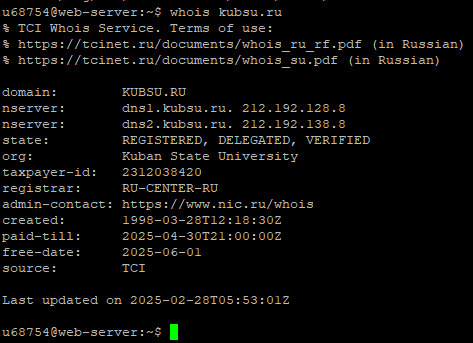 u68754@web-server:~$ whois kubsu.ru
% TCI Whois Service. Terms of use:
% https://tcinet.ru/documents/whois_ru_rf.pdf (in Russian)
% https://tcinet.ru/documents/whois_su.pdf (in Russian)

domain:        KUBSU.RU
nserver:       dns1.kubsu.ru. 212.192.128.8
nserver:       dns2.kubsu.ru. 212.192.138.8
state:         REGISTERED, DELEGATED, VERIFIED
org:           Kuban State University
taxpayer-id:   2312038420
registrar:     RU-CENTER-RU
admin-contact: https://www.nic.ru/whois
created:       1998-03-28T12:18:30Z
paid-till:     2025-04-30T21:00:00Z
free-date:     2025-06-01
source:        TCI

Last updated on 2025-02-28T05:53:01Z

u68754@web-server:~$